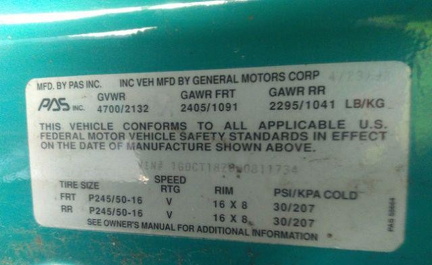 MFD. BY PAS INC. INC VEH MFD BY GENERAL MOTORS CORP
PAS INC. GVWR GAWR FRT GAWR RR
4700/2132 2405/1091 2295/1041 LB/KG
THIS VEHICLE CONFORMS TO ALL APPLICABLE U.S.
FEDERAL MOTOR VEHICLE SAFETY STANDARDS IN EFFECT
ON THE DATE OF MANUFACTURE SHOWN ABOVE.
TIRE SIZE SPEED RTG RIM PSI/KPA COLD
FRT P245/50-16 V 16 X 8 30/207
RR P245/50-16 V 16 X 8 30/207
SEE OWNER'S MANUAL FOR ADDITIONAL INFORMATION